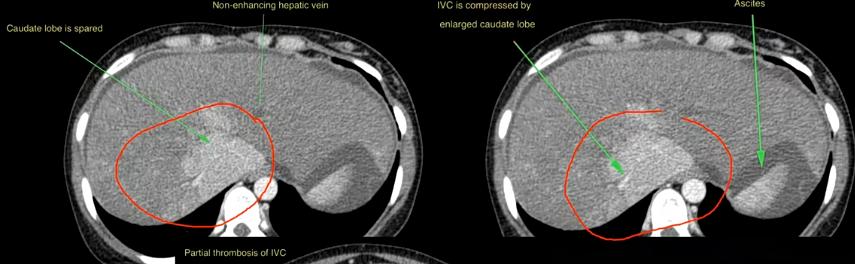 Non-enhancing hepatic vein
Caudate lobe is spared
IVC is compressed by
enlarged caudate lobe
Ascites
Partial thrombosis of IVC